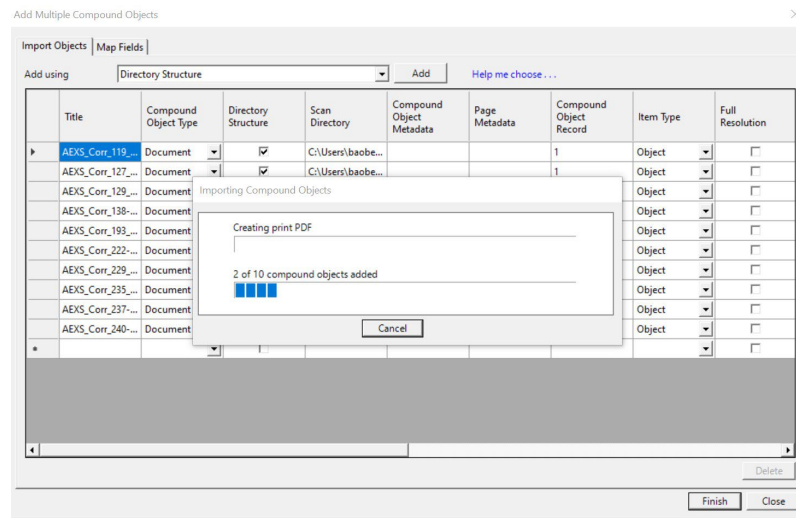 Add Multiple Compound Objects
Import Objects Map Fields
Add using Directory Structure Add Help me choose . . .
Title Compound Object Type Directory Structure Scan Directory Compound Object Metadata Page Metadata Compound Object Record Item Type Full Resolution
AEXS_Corr_119_... Document C:\Users\baobe... 1 Object
AEXS_Corr_127_... Document C:\Users\baobe... 1 Object
AEXS_Corr_129_... Document Object
AEXS_Corr_138-... Document Object
AEXS_Corr_193_... Document Object
AEXS_Corr_222-... Document Object
AEXS_Corr_229_... Document Object
AEXS_Corr_235_... Document Object
AEXS_Corr_237-... Document Object
AEXS_Corr_240-... Document Object
Importing Compound Objects
Creating print PDF
2 of 10 compound objects added
Cancel
Delete
Finish Close